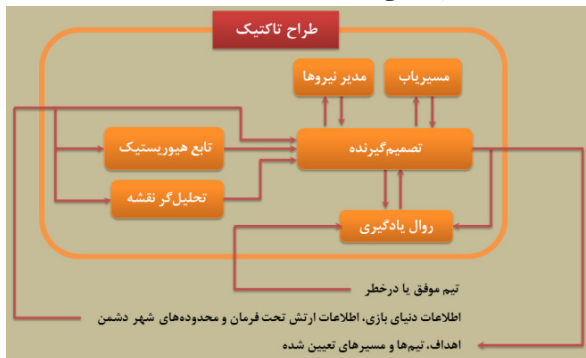 طراح تاکتیک
مسیریاب
مدیر نیروها
تصمیم‌گیرنده
تابع هیوریستیک
تحلیل‌گر نقشه
روال یادگیری
تیم موفق یا درخطر
اطلاعات دنیای بازی، اطلاعات ارتش تحت فرمان و محدوده‌های شهر دشمن
اهداف، تیم‌ها و مسیرهای تعیین شده